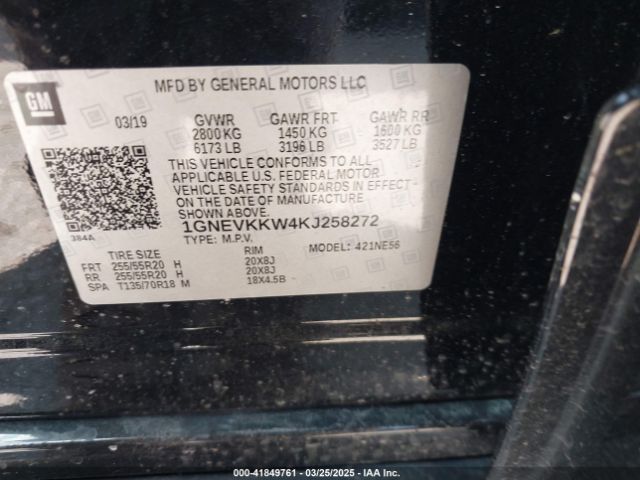 MFD BY GENERAL MOTORS LLC
GM
03/19 GVWR GAWR FRT GAWR RR
2800 KG 1450 KG 1600 KG
6173 LB 3196 LB 3527 LB
THIS VEHICLE CONFORMS TO ALL
APPLICABLE U.S. FEDERAL MOTOR
VEHICLE SAFETY STANDARDS IN EFFECT
ON THE DATE OF MANUFACTURE
SHOWN ABOVE.
384A
1GNEVKKW4KJ258272
TYPE: M.P.V. MODEL: 421NE56
TIRE SIZE RIM
FRT 255/55R20 H 20X8J
RR 255/55R20 H 20X8J
SPA T135/70R18 M 18X4.5B
000-41849761 - 03/25/2025 - IAA Inc.